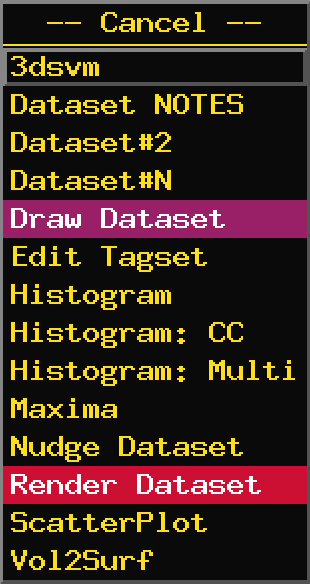 -- Cancel --
3dsvm
Dataset NOTES
Dataset#2
Dataset#N
Draw Dataset
Edit Tagset
Histogram
Histogram: CC
Histogram: Multi
Maxima
Nudge Dataset
Render Dataset
ScatterPlot
Vol2Surf